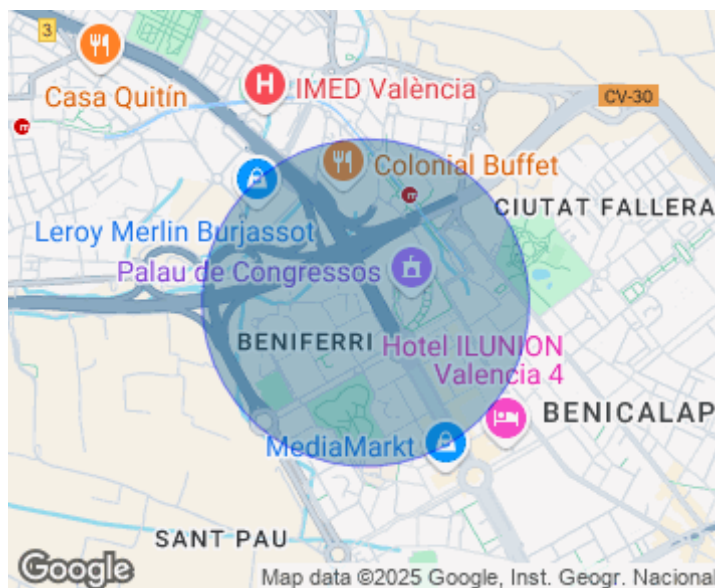 3
Casa Quitín
H
IMED València
CV-30
m
Colonial Buffet
m
CIUTAT FALLERA
Leroy Merlin Burjassot
Palau de Congressos
BENIFERRI
Hotel ILUNION
Valencia 4
BENICALAP
MediaMarkt
SANT PAU
Google
Map data ©2025 Google, Inst. Geogr. Nacional